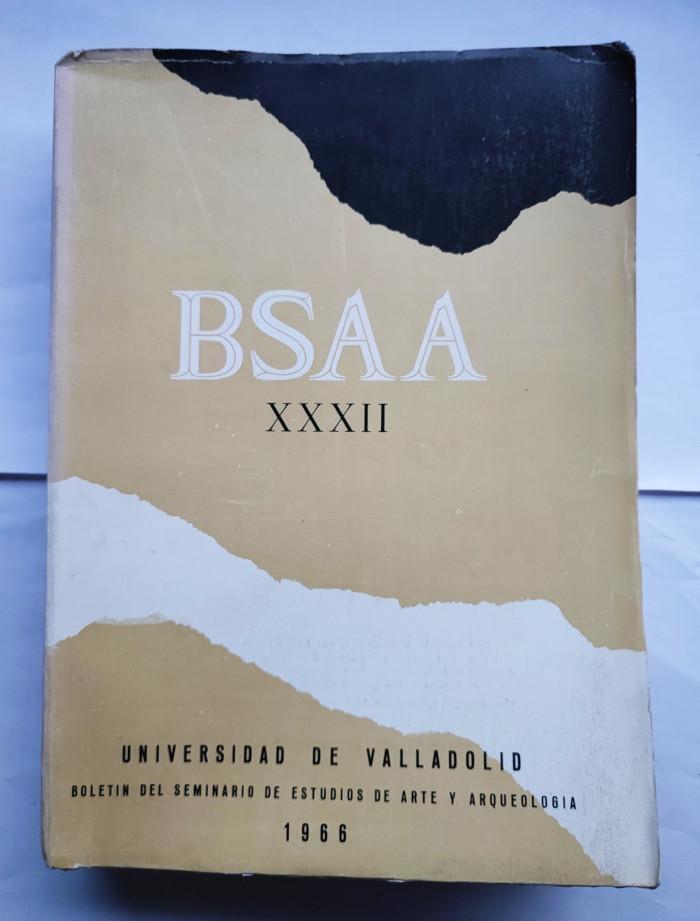 BSAA
XXXII
UNIVERSIDAD DE VALLADOLID
BOLETIN DEL SEMINARIO DE ESTUDIOS DE ARTE Y ARQUEOLOGIA
1966